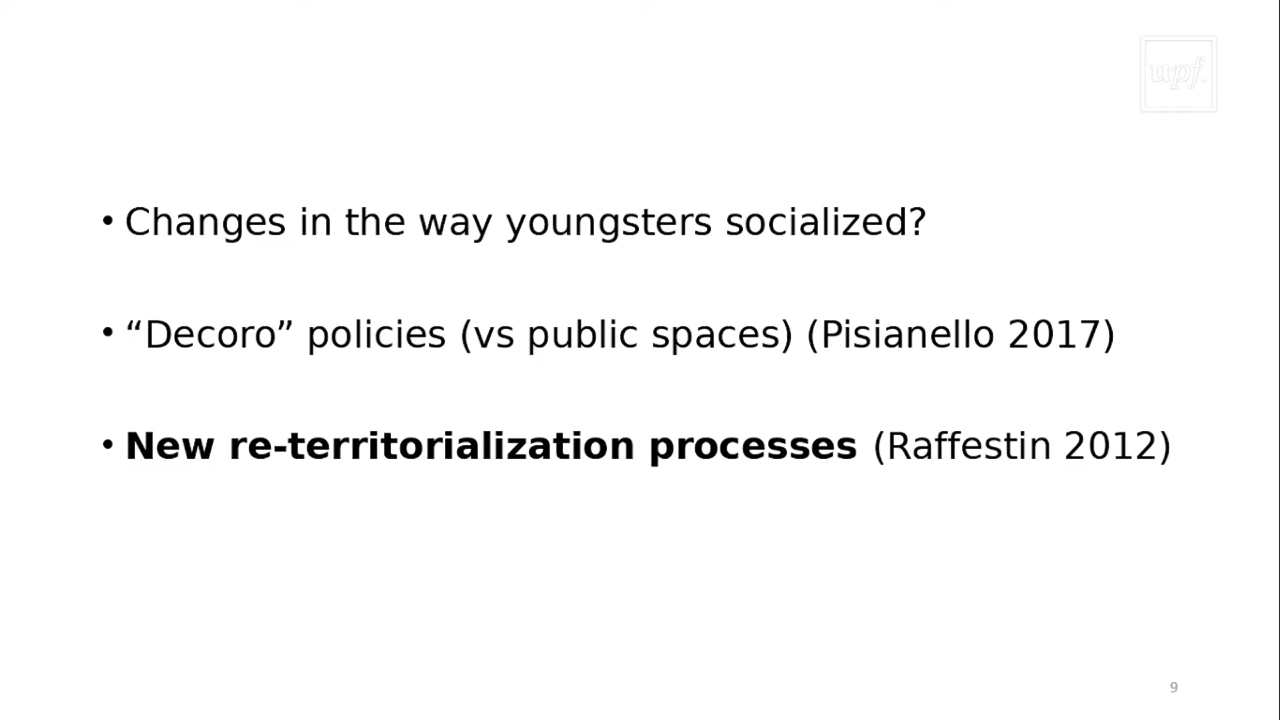 upf.
• Changes in the way youngsters socialized?
• “Decoro” policies (vs public spaces) (Pisianello 2017)
• New re-territorialization processes (Raffestin 2012)
9